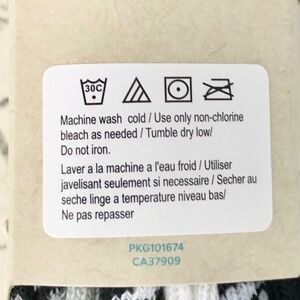 30C
Machine wash cold / Use only non-chlorine
bleach as needed / Tumble dry low/
Do not iron.
Laver a la machine a l'eau froid / Utiliser
javelisant seulement si necessaire / Secher au
seche linge a temperature niveau bas/
Ne pas repasser
PKG101674
CA37909